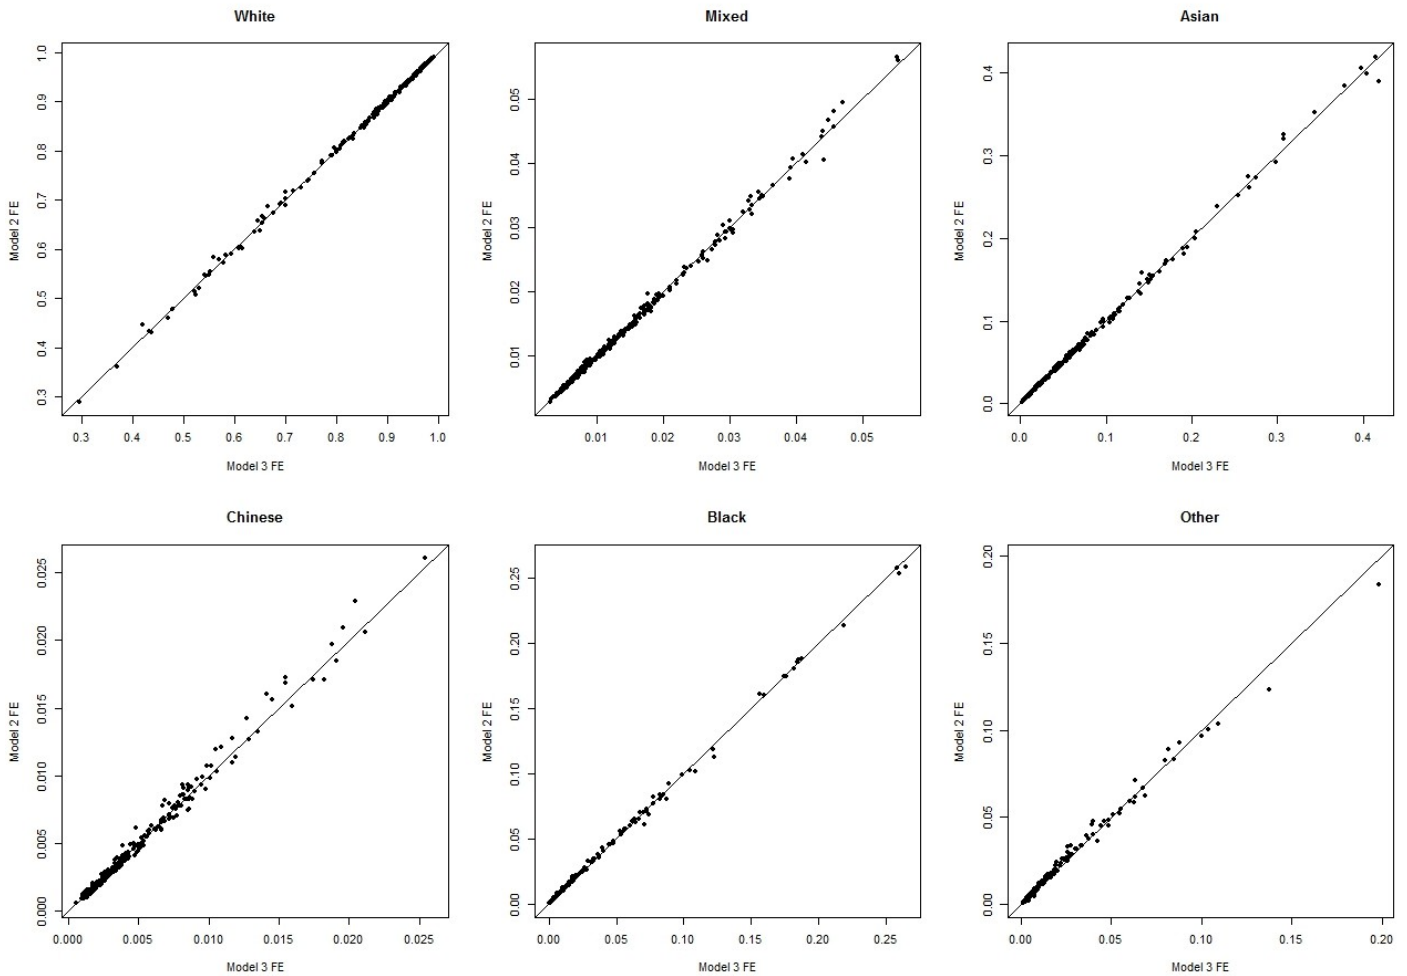 White
Mixed
Asian
Model 2 FE
1.0
0.9
0.8
0.7
0.6
0.5
0.4
0.3
0.3 0.4 0.5 0.6 0.7 0.8 0.9 1.0
Model 3 FE
Model 2 FE
0.05
0.04
0.03
0.02
0.01
0.01 0.02 0.03 0.04 0.05
Model 3 FE
Model 2 FE
0.4
0.3
0.2
0.1
0.0
0.0 0.1 0.2 0.3 0.4
Model 3 FE
Chinese
Black
Other
Model 2 FE
0.025
0.020
0.015
0.010
0.005
0.000
0.000 0.005 0.010 0.015 0.020 0.025
Model 3 FE
Model 2 FE
0.25
0.20
0.15
0.10
0.05
0.00
0.00 0.05 0.10 0.15 0.20 0.25
Model 3 FE
Model 2 FE
0.20
0.15
0.10
0.05
0.00
0.00 0.05 0.10 0.15 0.20
Model 3 FE